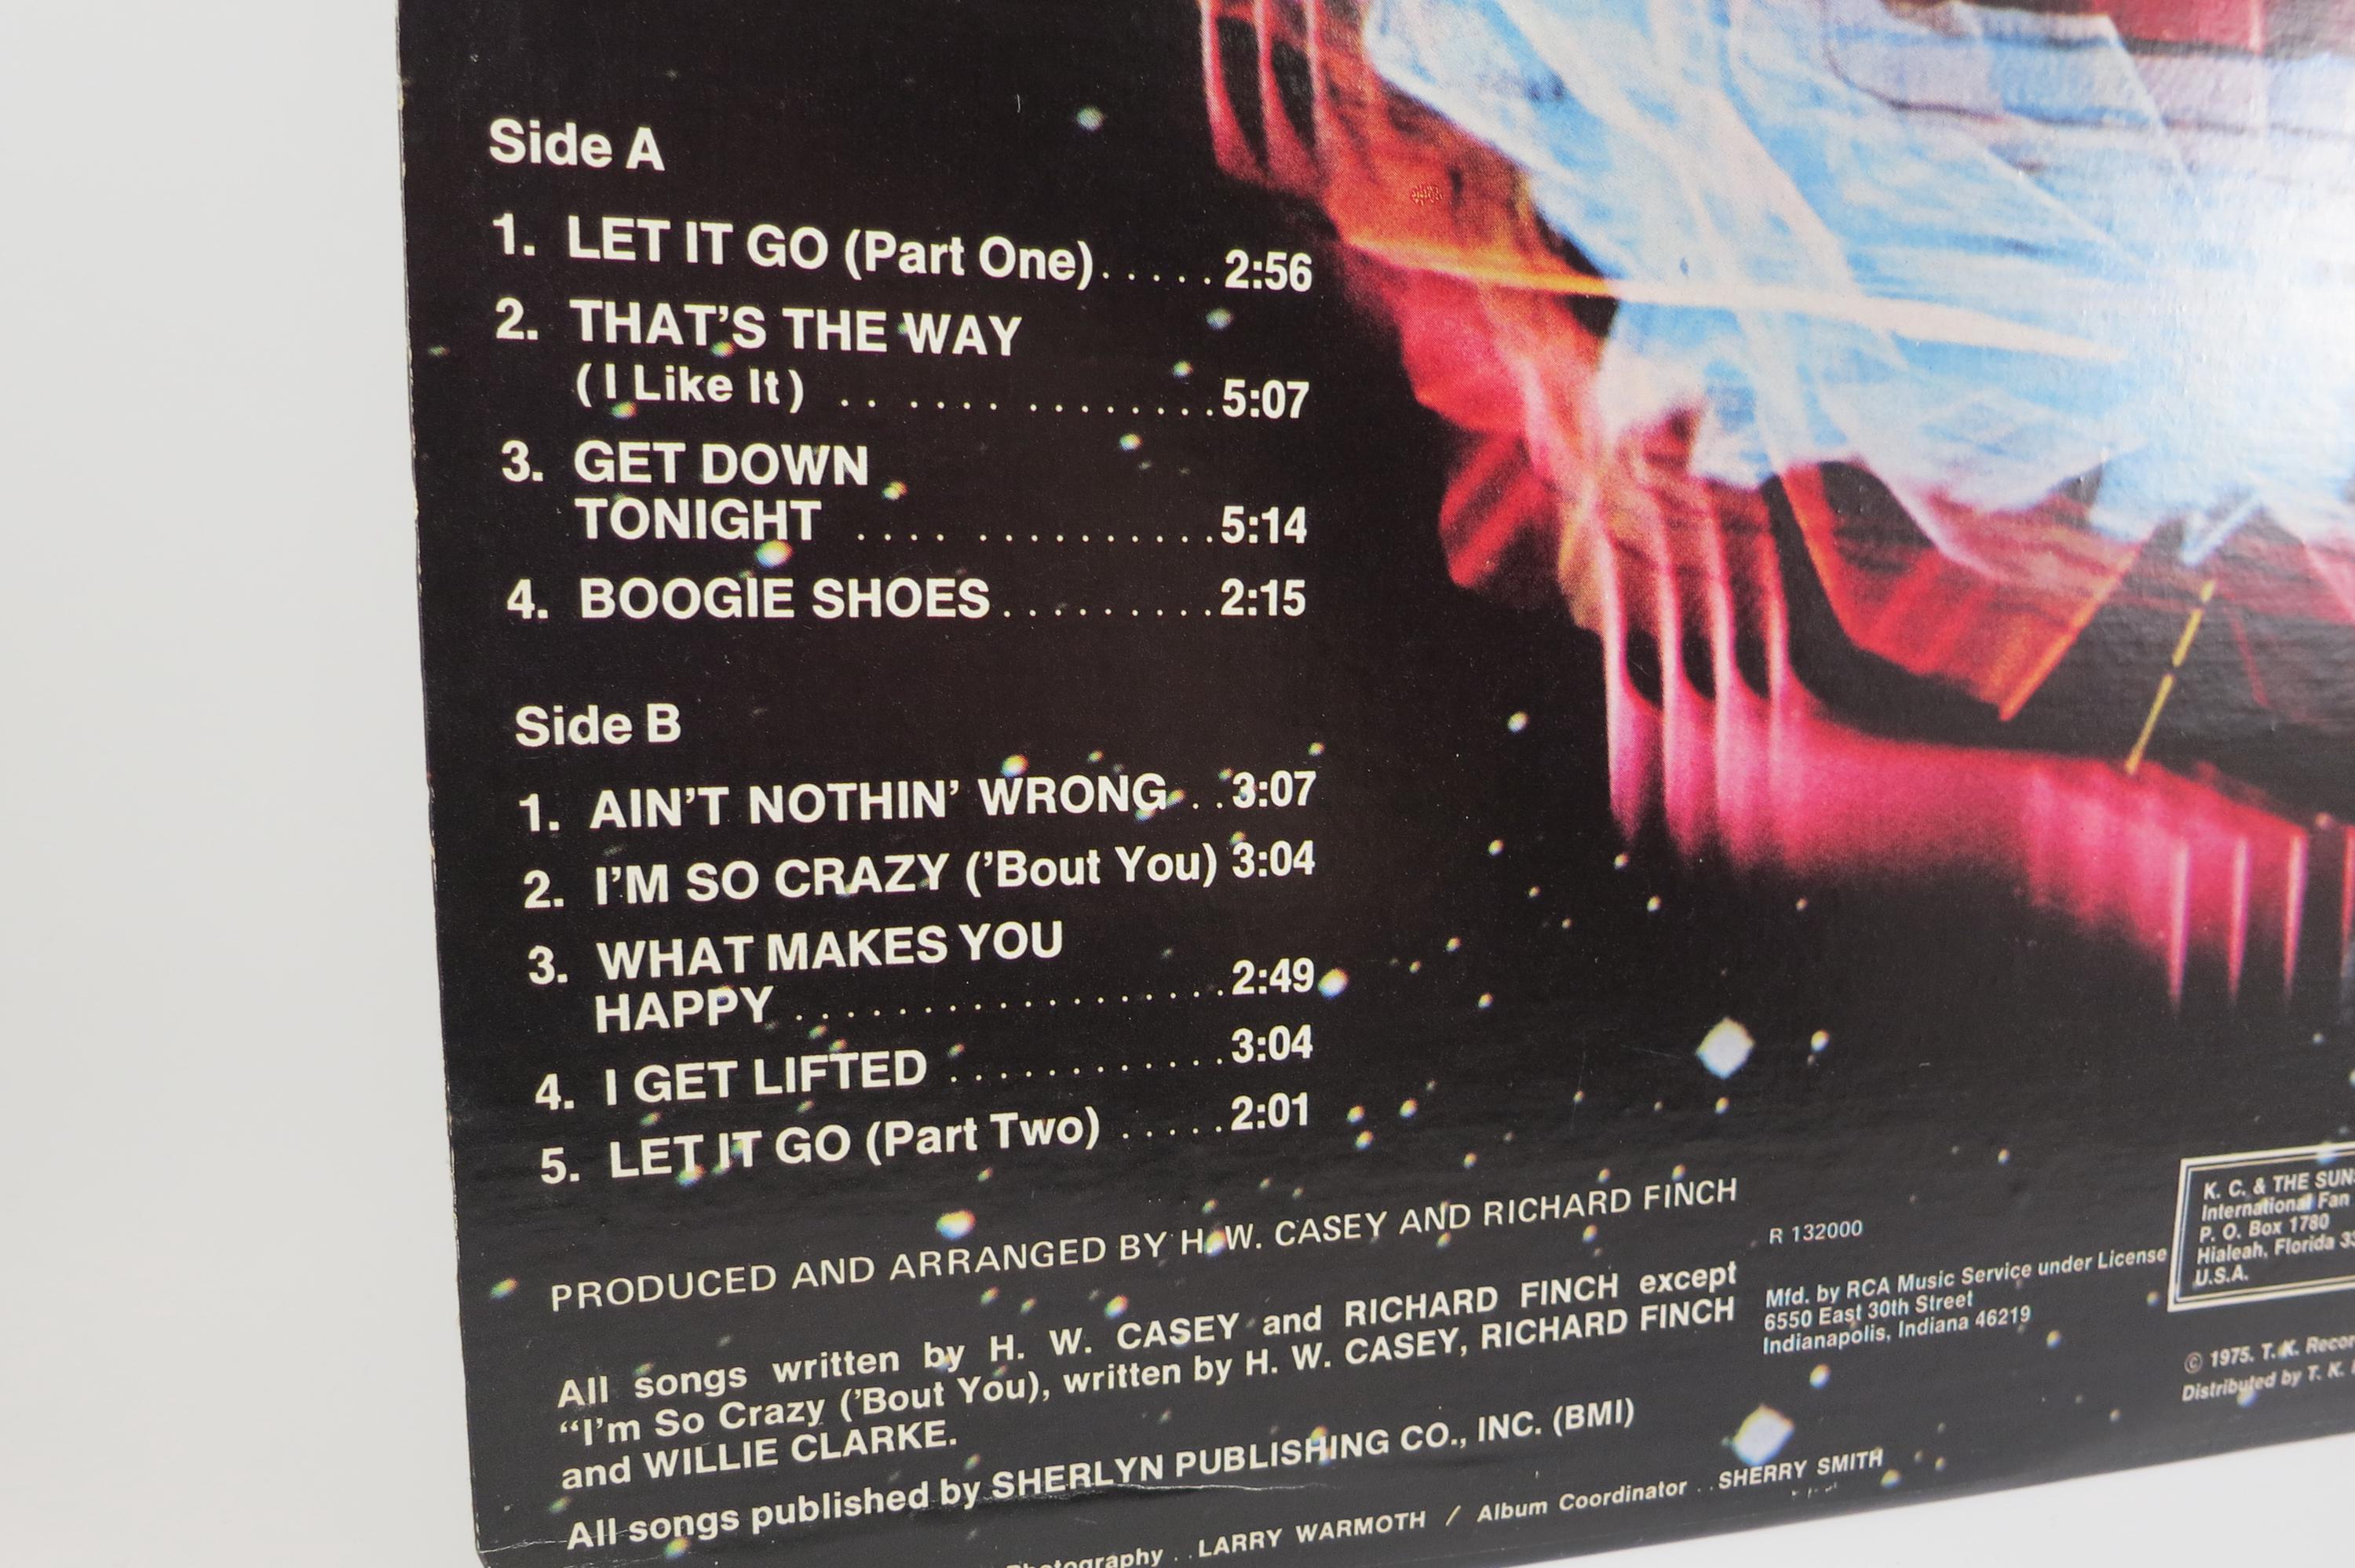 Side A
1. LET IT GO (Part One)..... 2:56
2. THAT'S THE WAY
(I Like It) .. .... ........ 5:07
3. GET DOWN
TONIGHT .... ............ 5:14
4. BOOGIE SHOES......... 2:15
Side B
1. AIN'T NOTHIN' WRONG... 3:07
2. I'M SO CRAZY ('Bout You) 3:04
3. WHAT MAKES YOU
HAPPY ................. 2:49
4. I GET LIFTED ........... 3:04
5. LET IT GO (Part Two) ..... 2:01
PRODUCED AND ARRANGED BY H. W. CASEY AND RICHARD FINCH
All songs written by H. W. CASEY and RICHARD FINCH except
“I'm So Crazy ('Bout You), written by H. W. CASEY, RICHARD FINCH
and WILLIE CLARKE.
All songs published by SHERLYN PUBLISHING CO., INC. (BMI)
LARRY WARMOTH / Album Coordinator .. SHERRY SMITH
R 132000
Mfd. by RCA Music Service under License
6550 East 30th Street
Indianapolis, Indiana 46219
K. C. & THE
International Fan
P. O. Box 1780
Hialeah, Florida
U.S.A.
© 1975. T. K.
Distributed by T. K.